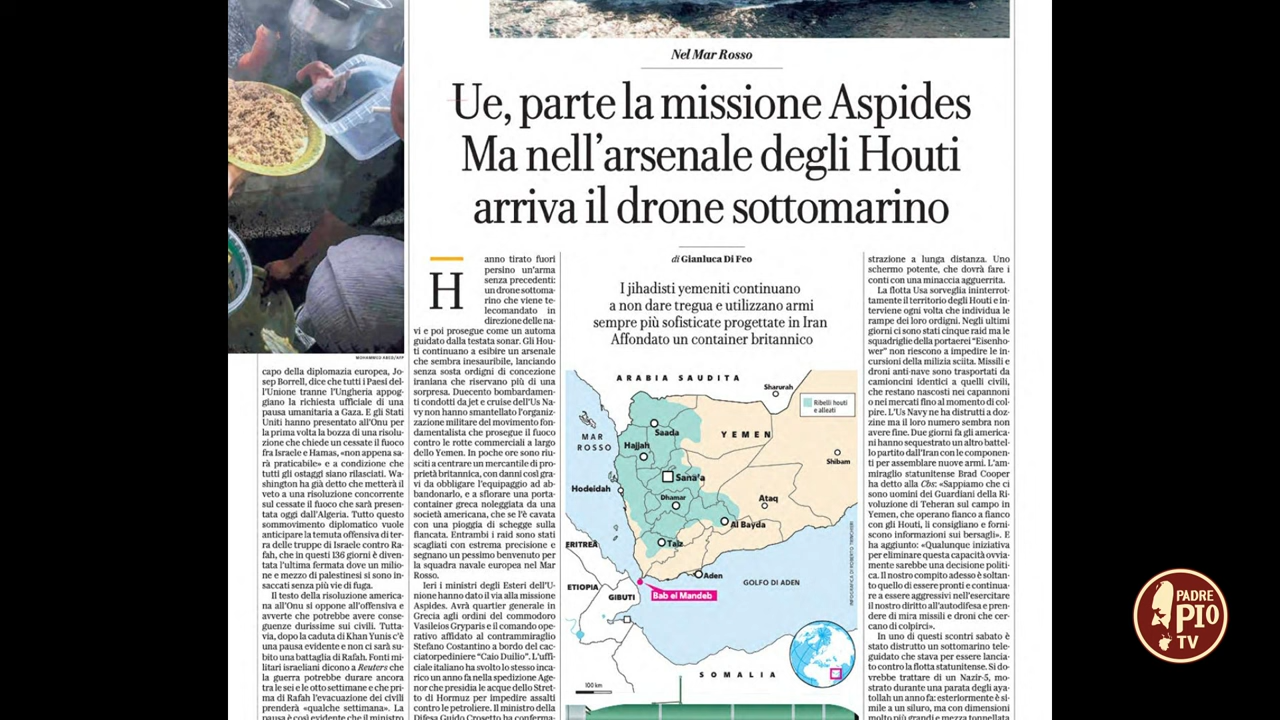 Nel Mar Rosso
Ue, parte la missione Aspides
Ma nell'arsenale degli Houti
arriva il drone sottomarino
MOHAMMED ABED/AFP
capo della diplomazia europea, Jo-
sep Borrell, dice che tutti i Paesi del-
l'Unione tranne l'Ungheria appog-
giano la richiesta ufficiale di una
pausa umanitaria a Gaza. E gli Stati
Uniti hanno presentato all'Onu per
la prima volta la bozza di una risolu-
zione che chiede un cessate il fuoco
fra Israele e Hamas, «non appena sa-
rà praticabile» e a condizione che
tutti gli ostaggi siano rilasciati. Wa-
shington ha già detto che metterà il
veto a una risoluzione concorrente
sul cessate il fuoco che sarà presen-
tata oggi dall'Algeria. Tutto questo
sommovimento diplomatico vuole
anticipare la temuta offensiva di ter-
ra delle truppe di Israele contro Ra-
fah, che in questi 136 giorni è diven-
tata l'ultima fermata dove un milio-
ne e mezzo di palestinesi si sono in-
saccati senza più vie di fuga.
Il testo della risoluzione america-
na all'Onu si oppone all'offensiva e
avverte che potrebbe avere conse-
guenze durissime sui civili. Tutta-
via, dopo la caduta di Khan Yunis c'è
una pausa evidente e non ci sarà su-
bito una battaglia di Rafah. Fonti mi-
litari israeliani dicono a Reuters che
la guerra potrebbe durare ancora
tra le sei e le otto settimane e che pri-
ma di Rafah l'evacuazione dei civili
prenderà «qualche settimana». La
pausa è così evidente che il ministro
H
anno tirato fuori
persino un'arma
senza precedenti:
un drone sottoma-
rino che viene te-
lecomandato in
direzione delle na-
vi e poi prosegue come un automa
guidato dalla testata sonar. Gli Hou-
ti continuano a esibire un arsenale
che sembra inesauribile, lanciando
senza sosta ordigni di concezione
iraniana che riservano più di una
sorpresa. Duecento bombardamen-
ti condotti da jet e cruise dell'Us Na-
vy non hanno smantellato l'organiz-
zazione militare del movimento fon-
damentalista che prosegue il fuoco
contro le rotte commerciali a largo
dello Yemen. In poche ore sono riu-
sciti a centrare un mercantile di pro-
prietà britannica, con danni così gra-
vi da obbligare l'equipaggio ad ab-
bandonarlo, e a sfiorare una porta-
container greca noleggiata da una
società americana, che se l'è cavata
con una pioggia di schegge sulla
fiancata. Entrambi i raid sono stati
scagliati con estrema precisione e
segnano un pessimo benvenuto per
la squadra navale europea nel Mar
Rosso.
Ieri i ministri degli Esteri dell'U-
nione hanno dato il via alla missione
Aspides. Avrà quartier generale in
Grecia agli ordini del commodoro
Vasileios Gryparis e il comando ope-
rativo affidato al contrammiraglio
Stefano Costantino a bordo del cac-
ciatorpediniere "Caio Duilio". L'uffi-
ciale italiano ha svolto lo stesso inca-
rico un anno fa nella spedizione Age-
nor che presidia le acque dello Stret-
to di Hormuz per impedire assalti
contro le petroliere. Il ministro della
Difesa Guido Crosetto ha conferma-
di Gianluca Di Feo
I jihadisti yemeniti continuano
a non dare tregua e utilizzano armi
sempre più sofisticate progettate in Iran
Affondato un container britannico
ARABIA SAUDITA
Sharurah
Ribelli houti
e alleati
MAR
ROSSO
Saada
YEMEN
Hajjah
Shibam
Sana'a
Hodeidah
Dhamar
Ataq
Al Bayda
ERITREA
Taiz
Aden
ETIOPIA
GIBUTI
Bab el Mandeb
GOLFO DI ADEN
SOMALIA
100 km
strazione a lunga distanza. Uno
schermo potente, che dovrà fare i
conti con una minaccia agguerrita.
La flotta Usa sorveglia ininterrot-
tamente il territorio degli Houti e in-
terviene ogni volta che individua le
rampe dei loro ordigni. Negli ultimi
giorni ci sono stati cinque raid ma le
squadriglie della portaerei "Eisenho-
wer" non riescono a impedire le in-
cursioni della milizia sciita. Missili e
droni anti-nave sono trasportati da
camioncini identici a quelli civili,
che restano nascosti nei capannoni
o nei mercati fino al momento di col-
pire. L'Us Navy ne ha distrutti a doz-
zine ma il loro numero sembra non
avere fine. Due giorni fa gli america-
ni hanno sequestrato un altro battel-
lo partito dall'Iran con le componen-
ti per assemblare nuove armi. L'am-
miraglio statunitense Brad Cooper
ha detto alla Cbs: «Sappiamo che ci
sono uomini dei Guardiani della Ri-
voluzione di Teheran sul campo in
Yemen, che operano fianco a fianco
con gli Houti, li consigliano e forni-
scono informazioni sui bersagli». E
ha aggiunto: «Qualunque iniziativa
per eliminare questa capacità ovvia-
mente sarebbe una decisione politi-
ca. Il nostro compito adesso è soltan-
to quello di essere pronti e continua-
re a essere aggressivi nell'esercitare
il nostro diritto all'autodifesa e pren-
dere di mira missili e droni che cer-
cano di colpirci».
In uno di questi scontri sabato è
stato distrutto un sottomarino tele-
guidato che stava per essere lancia-
to contro la flotta statunitense. Si do-
vrebbe trattare di un Nazir-5, mo-
strato durante una parata degli aya-
tollah un anno fa: esteriormente è si-
mile a un siluro, ma con dimensioni
molto più grandi e mezza tonnellata
INFOGRAFICA DI ROBERTO TRINCHIERI
PADRE
PIO
TV